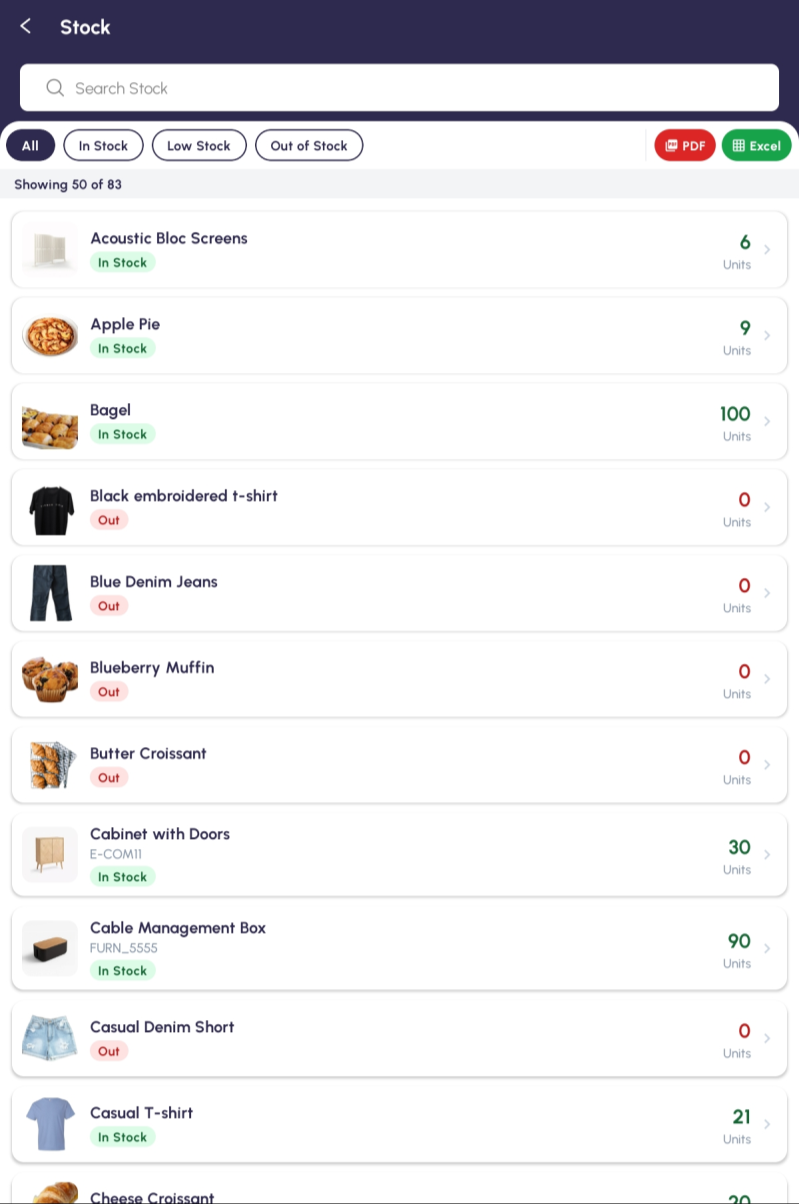 Stock
Search Stock
All In Stock Low Stock Out of Stock PDF Excel
Showing 50 of 83
Acoustic Bloc Screens
In Stock
6
Units
Apple Pie
In Stock
9
Units
Bagel
In Stock
100
Units
Black embroidered t-shirt
Out
0
Units
Blue Denim Jeans
Out
0
Units
Blueberry Muffin
Out
0
Units
Butter Croissant
Out
0
Units
Cabinet with Doors
E-COM11
In Stock
30
Units
Cable Management Box
FURN_5555
In Stock
90
Units
Casual Denim Short
Out
0
Units
Casual T-shirt
In Stock
21
Units
Cheese Croissant